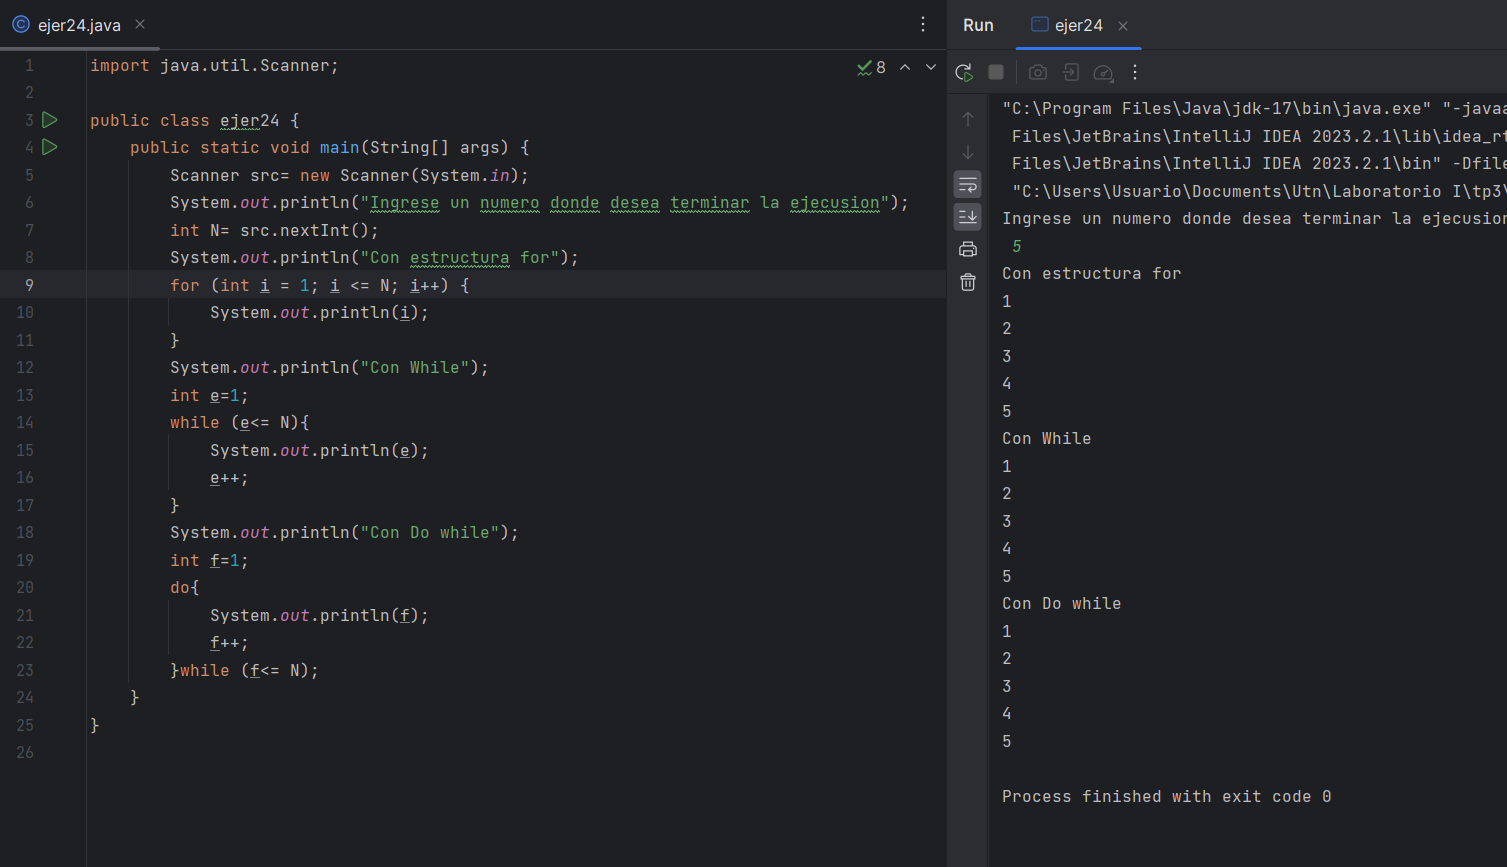 ejer24.java
1 import java.util.Scanner;
8
2
3 public class ejer24 {
4 public static void main(String[] args) {
5 Scanner src= new Scanner(System.in);
6 System.out.println("Ingrese un numero donde desea terminar la ejecusion");
7 int N= src.nextInt();
8 System.out.println("Con estructura for");
9 for (int i = 1; i <= N; i++) {
10 System.out.println(i);
11 }
12 System.out.println("Con While");
13 int e=1;
14 while (e<= N){
15 System.out.println(e);
16 e++;
17 }
18 System.out.println("Con Do while");
19 int f=1;
20 do{
21 System.out.println(f);
22 f++;
23 }while (f<= N);
24 }
25 }
26
Run ejer24
"C:\Program Files\Java\jdk-17\bin\java.exe" "-javaa
Files\JetBrains\IntelliJ IDEA 2023.2.1\lib\idea_rt
Files\JetBrains\IntelliJ IDEA 2023.2.1\bin" -Dfile
"C:\Users\Usuario\Documents\Utn\Laboratorio I\tp3\
Ingrese un numero donde desea terminar la ejecusion
5
Con estructura for
1
2
3
4
5
Con While
1
2
3
4
5
Con Do while
1
2
3
4
5
Process finished with exit code 0